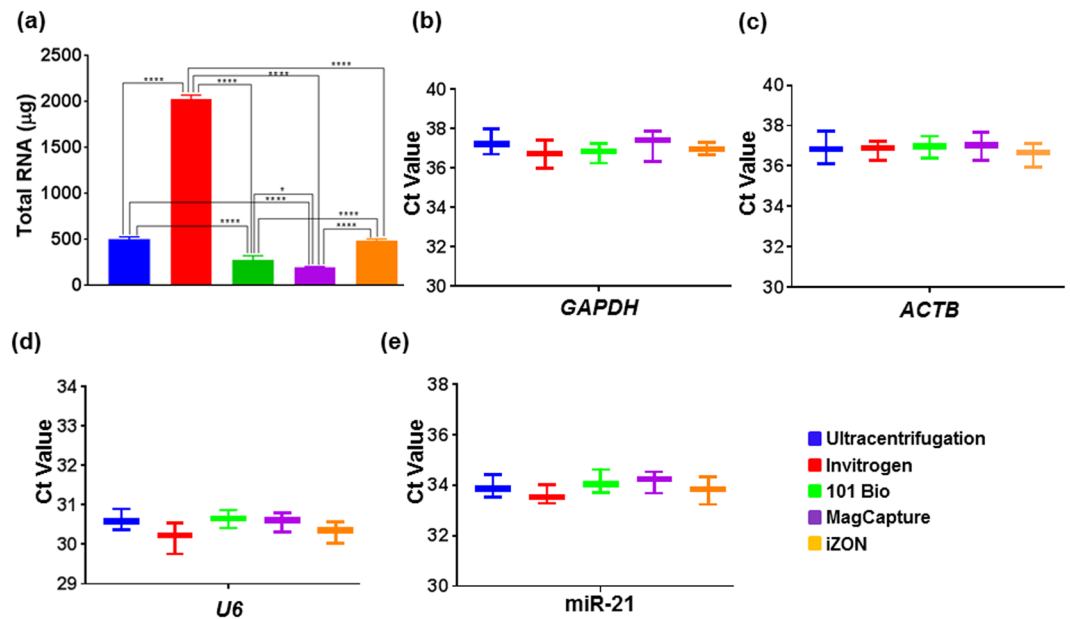 (a)
Total RNA (µg)
2500
2000
1500
1000
500
0
****
****
****
****
*
****
****
****
****
(b)
Ct Value
40
38
36
34
32
30
GAPDH
(c)
Ct Value
40
38
36
34
32
30
ACTB
(d)
Ct Value
34
33
32
31
30
29
U6
(e)
Ct Value
38
36
34
32
30
miR-21
Ultracentrifugation
Invitrogen
101 Bio
MagCapture
iZON